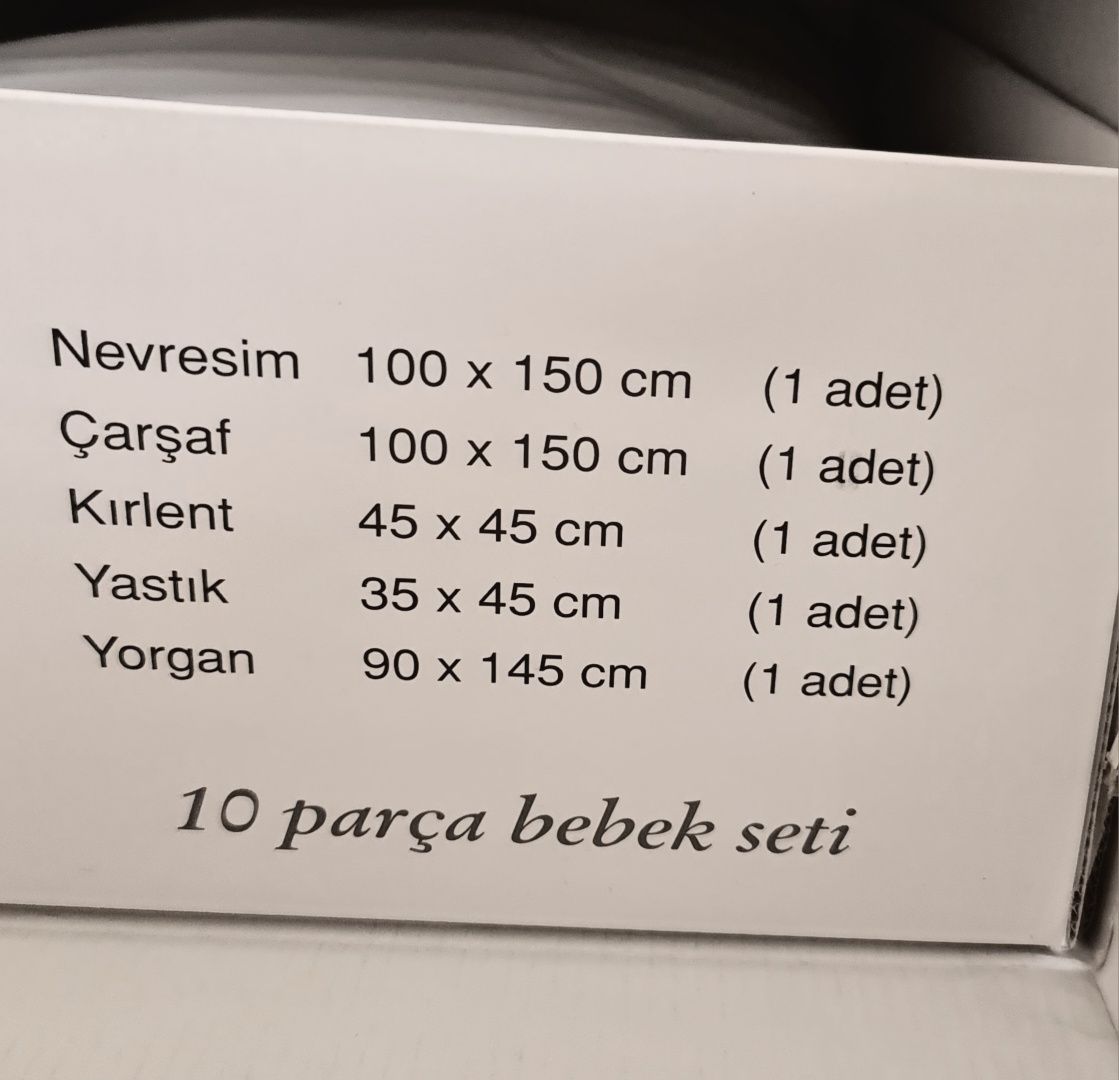 Nevresim 100 x 150 cm (1 adet)
Çarşaf 100 x 150 cm (1 adet)
Kırlent 45 x 45 cm (1 adet)
Yastık 35 x 45 cm (1 adet)
Yorgan 90 x 145 cm (1 adet)
10 parça bebek seti